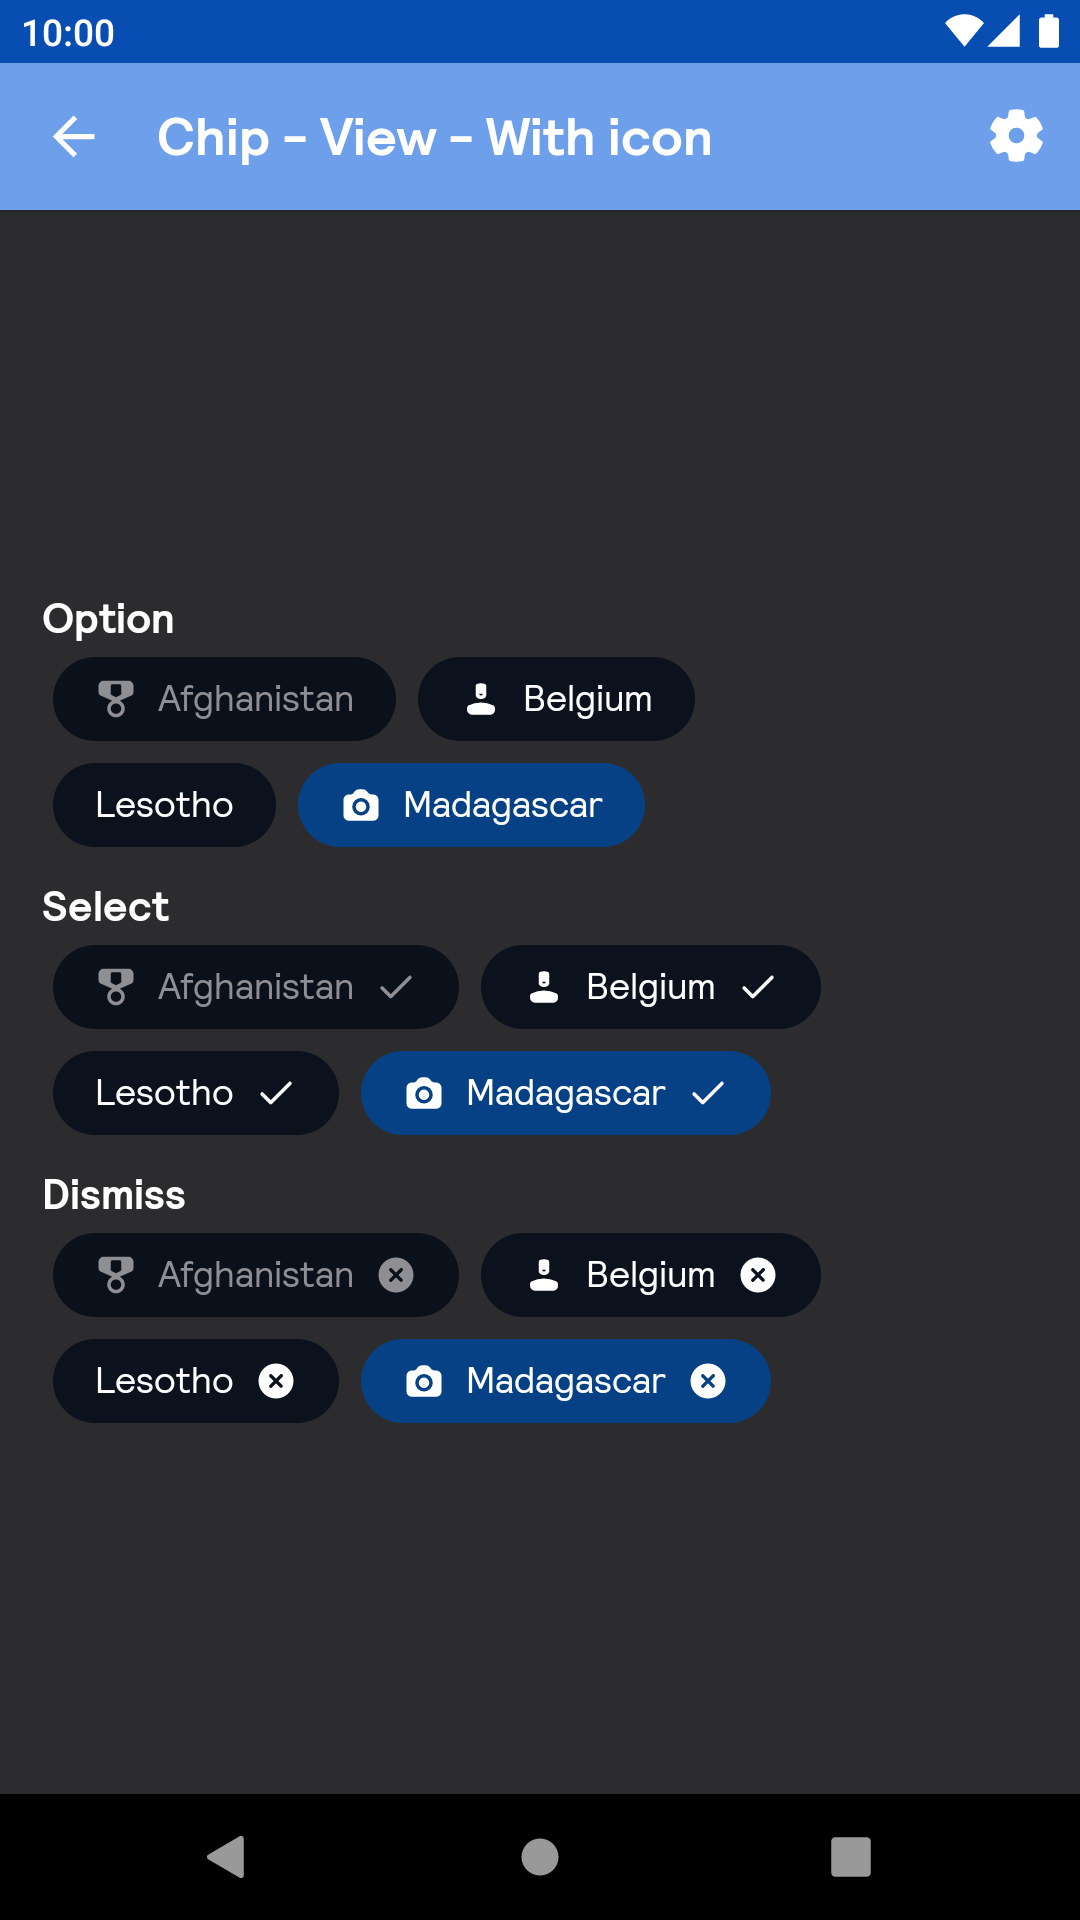 10:00
Chip - View - With icon
Option
Afghanistan Belgium
Lesotho Madagascar
Select
Afghanistan Belgium
Lesotho Madagascar
Dismiss
Afghanistan Belgium
Lesotho Madagascar